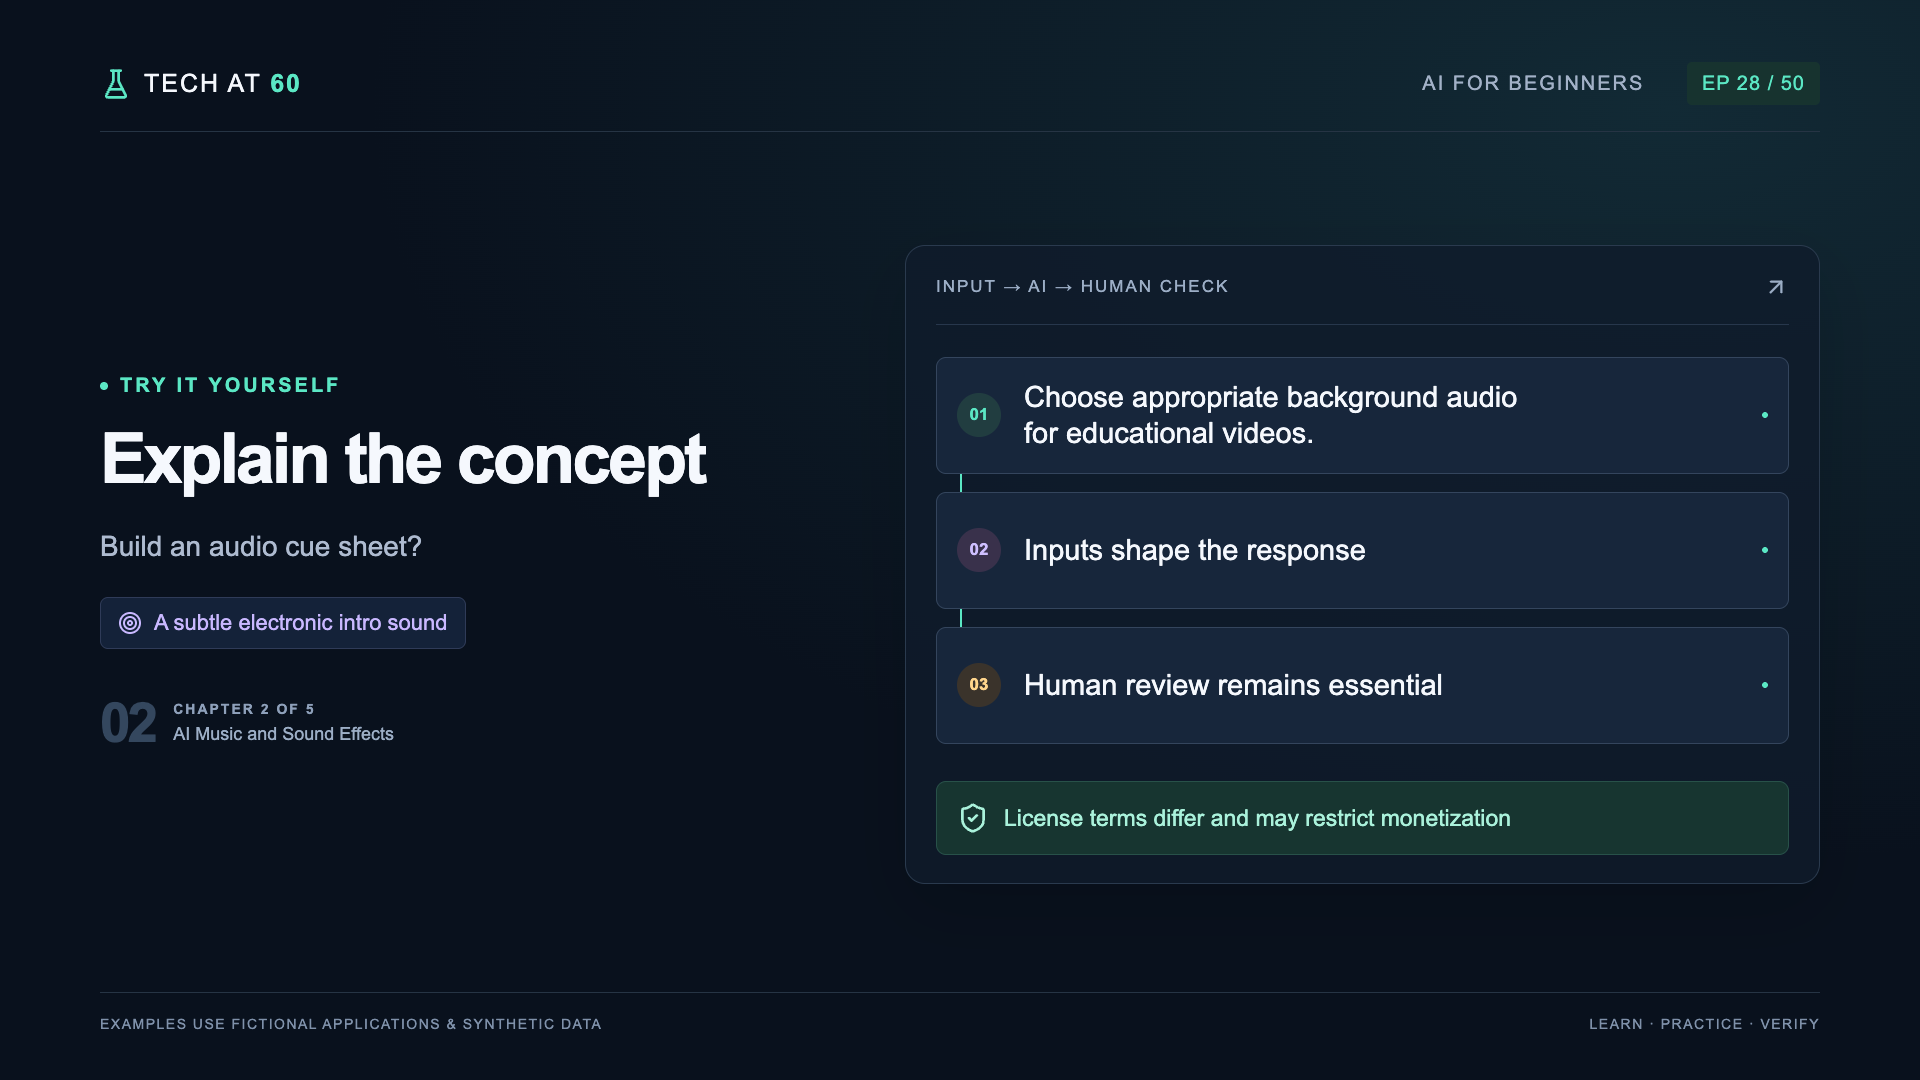 TECH AT 60
AI FOR BEGINNERS
EP 28 / 50
TRY IT YOURSELF
Explain the concept
Build an audio cue sheet?
A subtle electronic intro sound
02
CHAPTER 2 OF 5
AI Music and Sound Effects
INPUT → AI → HUMAN CHECK
01
Choose appropriate background audio
for educational videos.
02
Inputs shape the response
03
Human review remains essential
License terms differ and may restrict monetization
EXAMPLES USE FICTIONAL APPLICATIONS & SYNTHETIC DATA
LEARN · PRACTICE · VERIFY